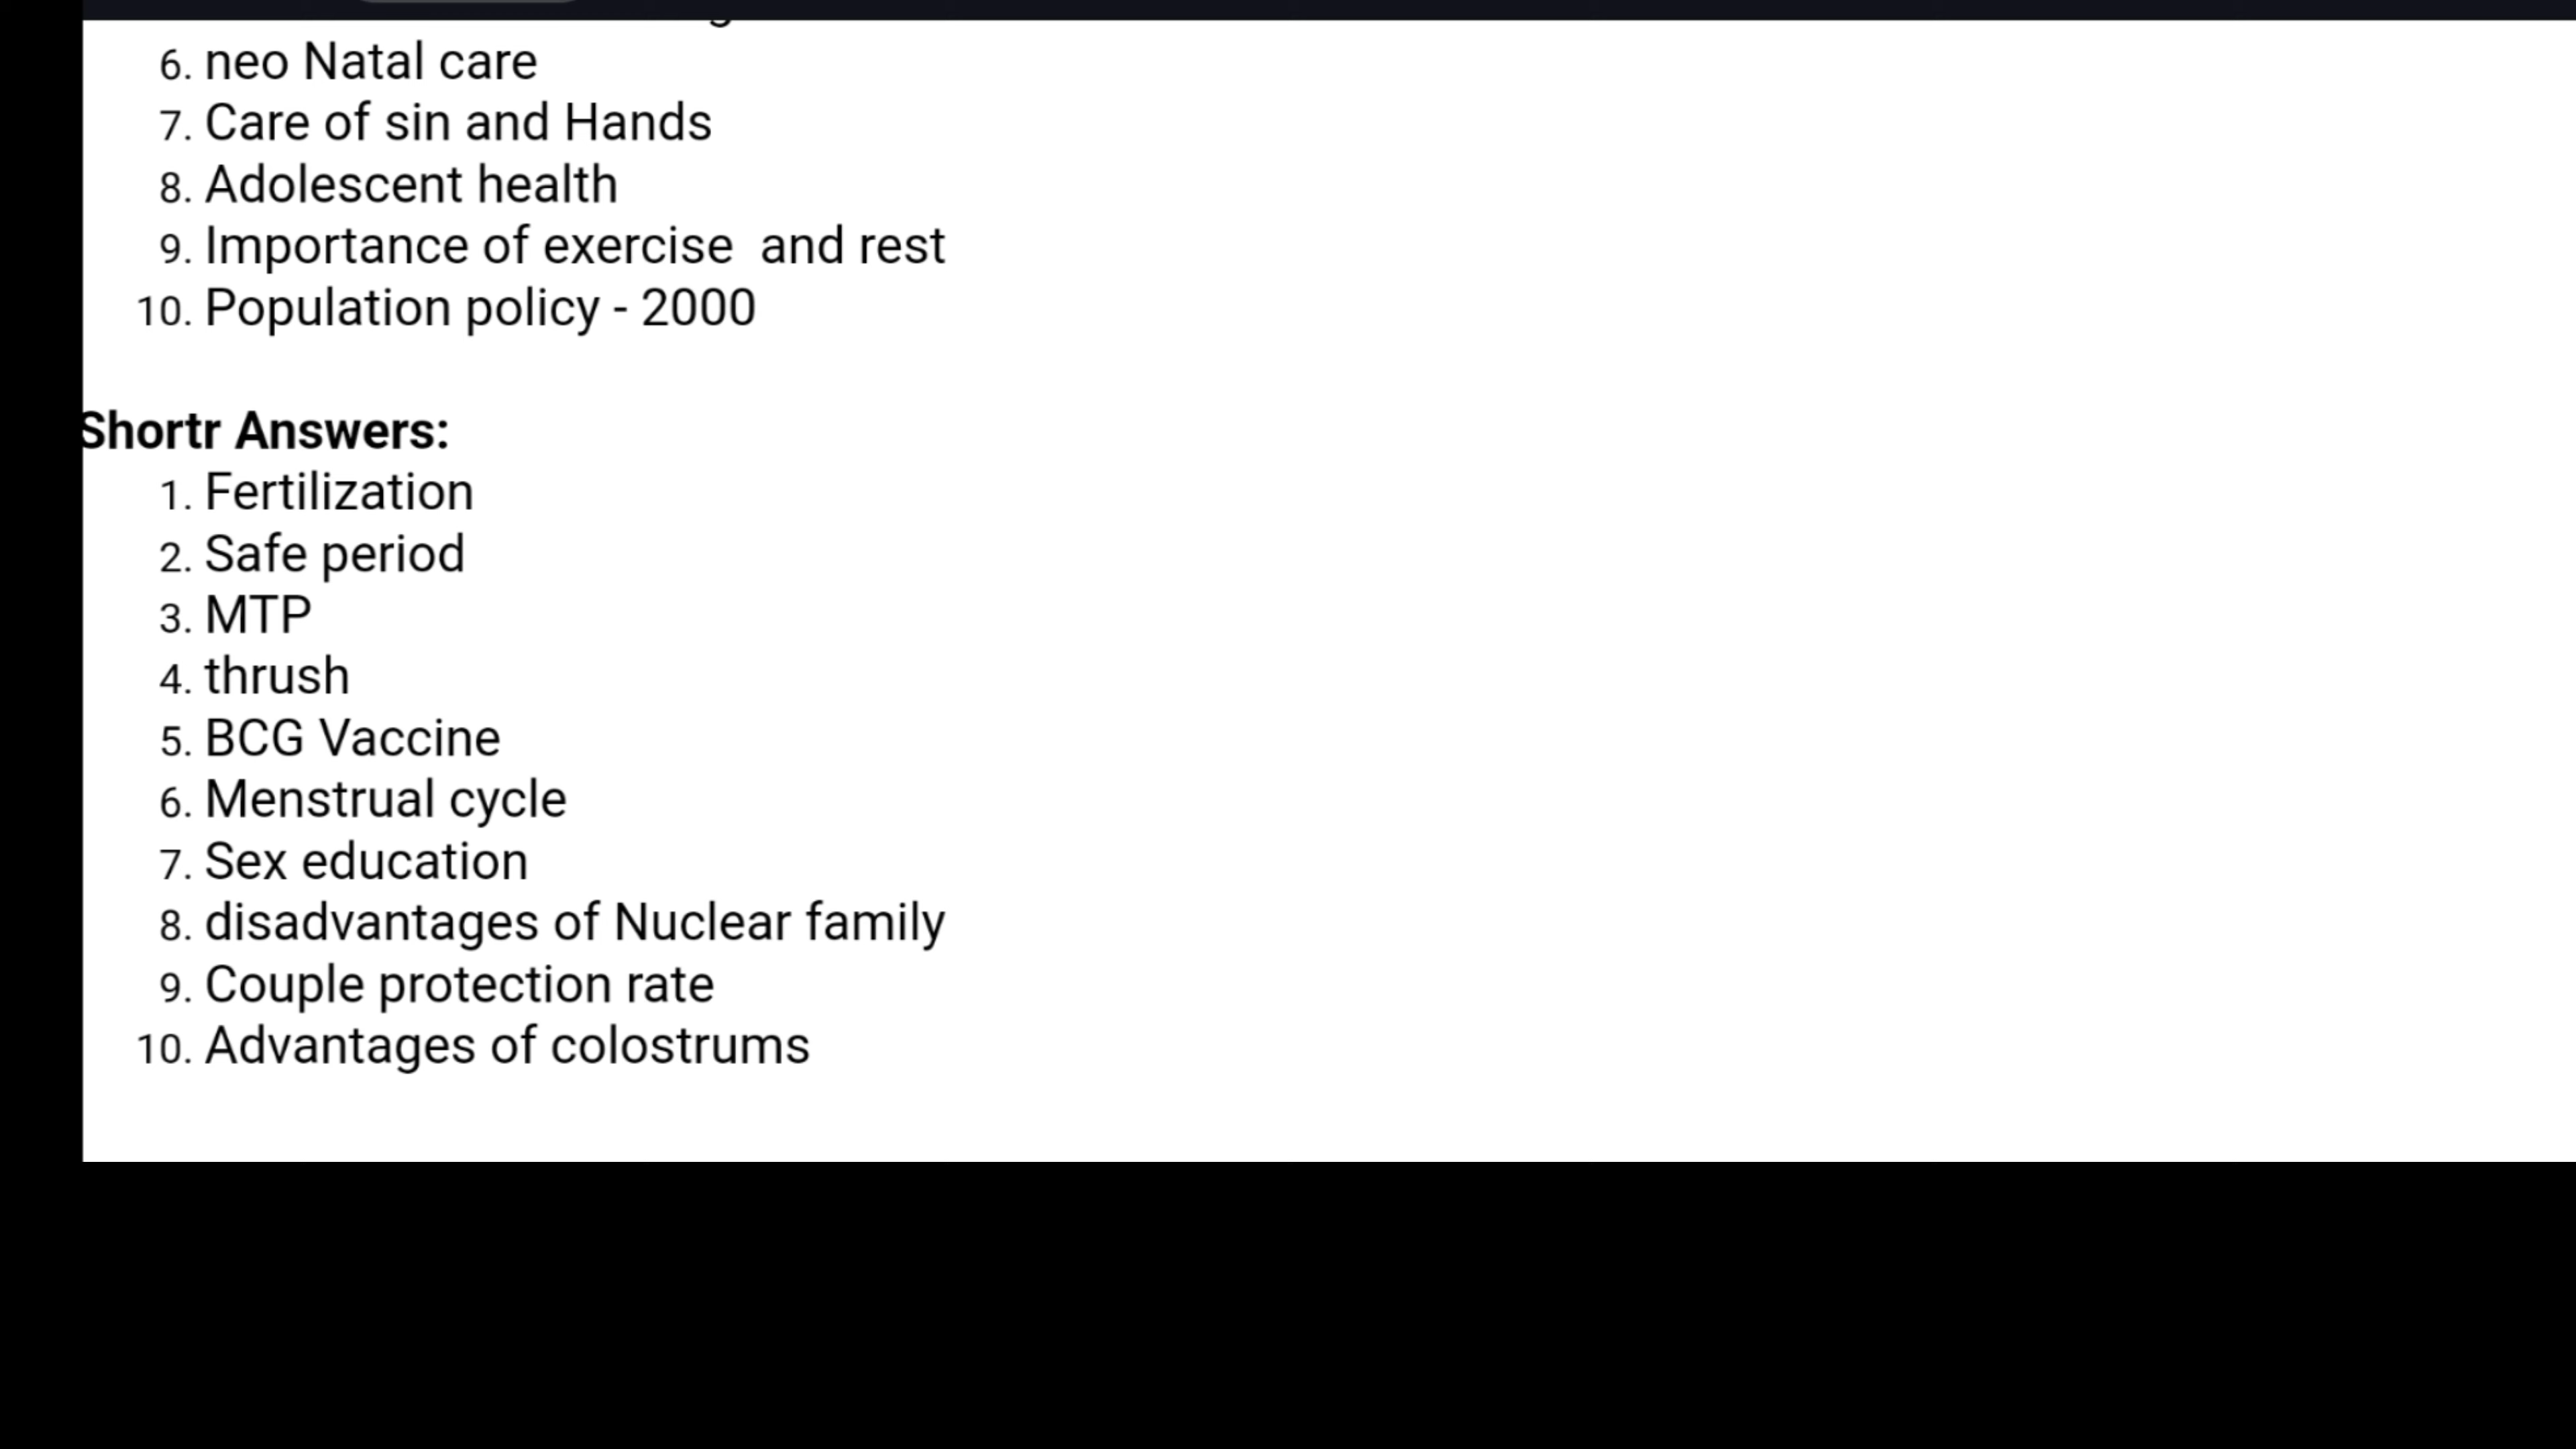 6. neo Natal care
7. Care of sin and Hands
8. Adolescent health
9. Importance of exercise  and rest
10. Population policy - 2000
Shortr Answers:
1. Fertilization
2. Safe period
3. MTP
4. thrush
5. BCG Vaccine
6. Menstrual cycle
7. Sex education
8. disadvantages of Nuclear family
9. Couple protection rate
10. Advantages of colostrums